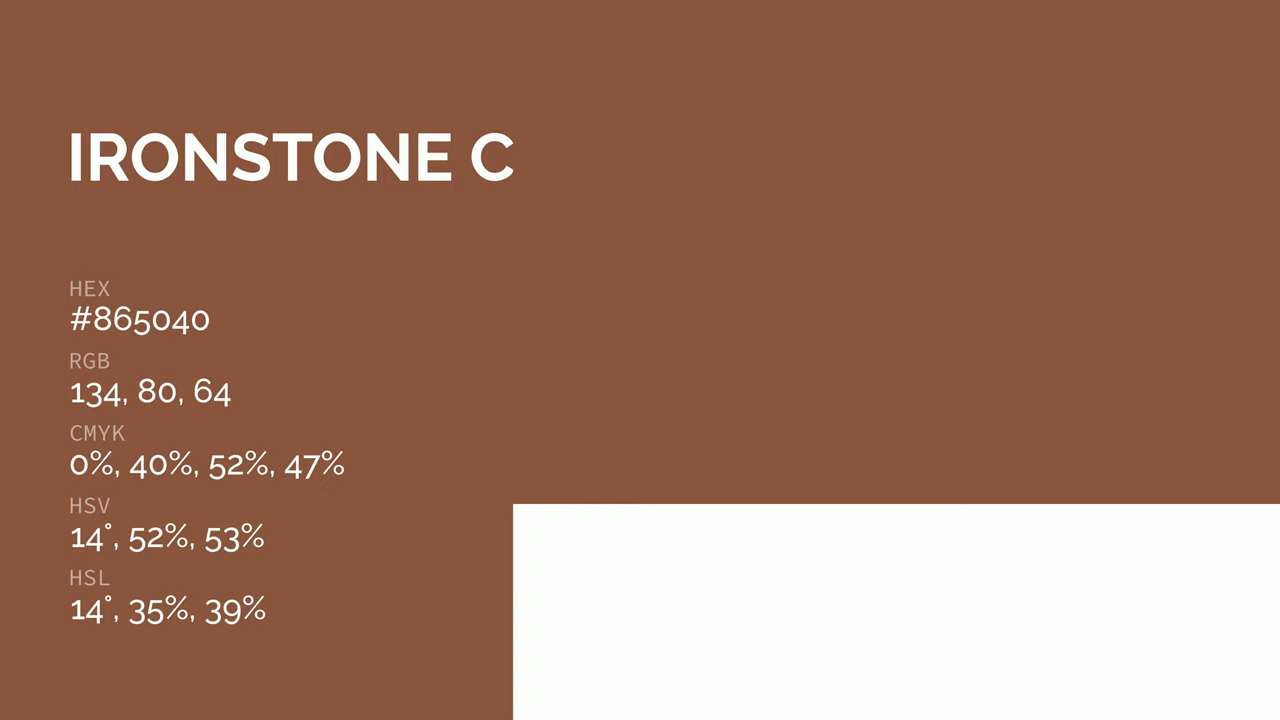 IRONSTONE C
HEX
#865040
RGB
134, 80, 64
CMYK
0%, 40%, 52%, 47%
HSV
14°, 52%, 53%
HSL
14°, 35%, 39%